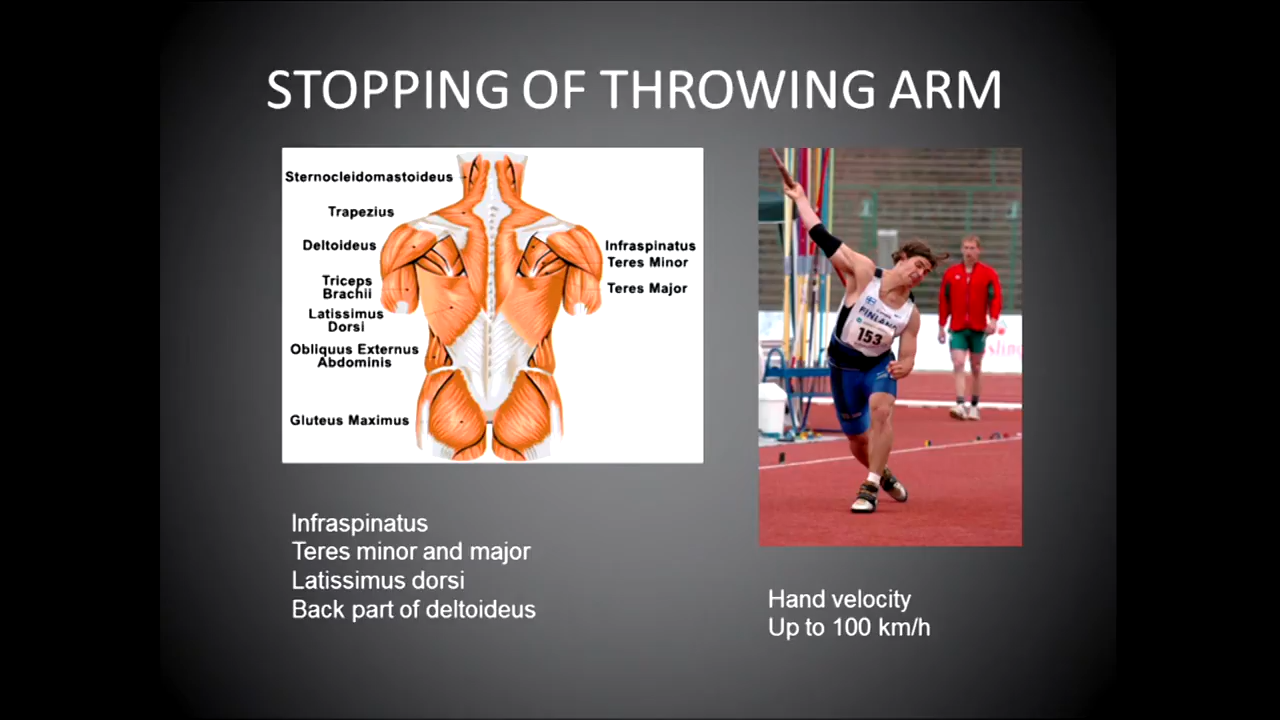 STOPPING OF THROWING ARM
Sternocleidomastoideus
Trapezius
Deltoideus
Triceps
Brachii
Latissimus
Dorsi
Obliquus Externus
Abdominis
Gluteus Maximus
Infraspinatus
Teres Minor
Teres Major
FINLAND
153
Infraspinatus
Teres minor and major
Latissimus dorsi
Back part of deltoideus
Hand velocity
Up to 100 km/h